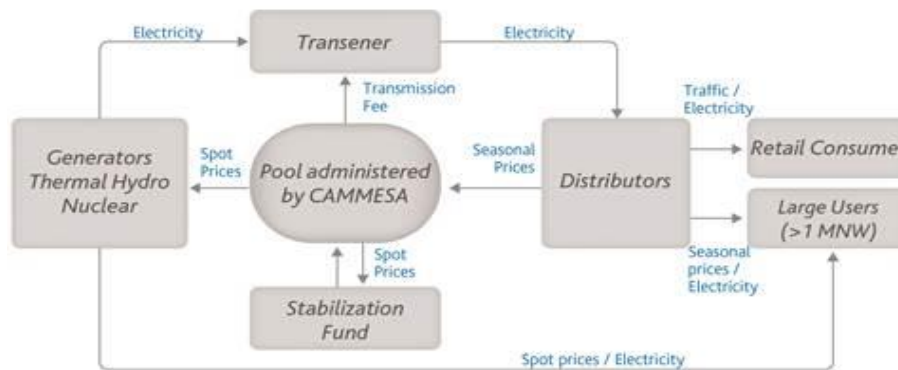 Electricity
Transener
Electricity
Transmission
Fee
Traffic /
Electricity
Generators
Thermal Hydro
Nuclear
Spot
Prices
Pool administered
by CAMMESA
Seasonal
Prices
Distributors
Retail Consume
Large Users
(>1 MNW)
Spot
Prices
Seasonal
prices /
Electricity
Stabilization
Fund
Spot prices / Electricity